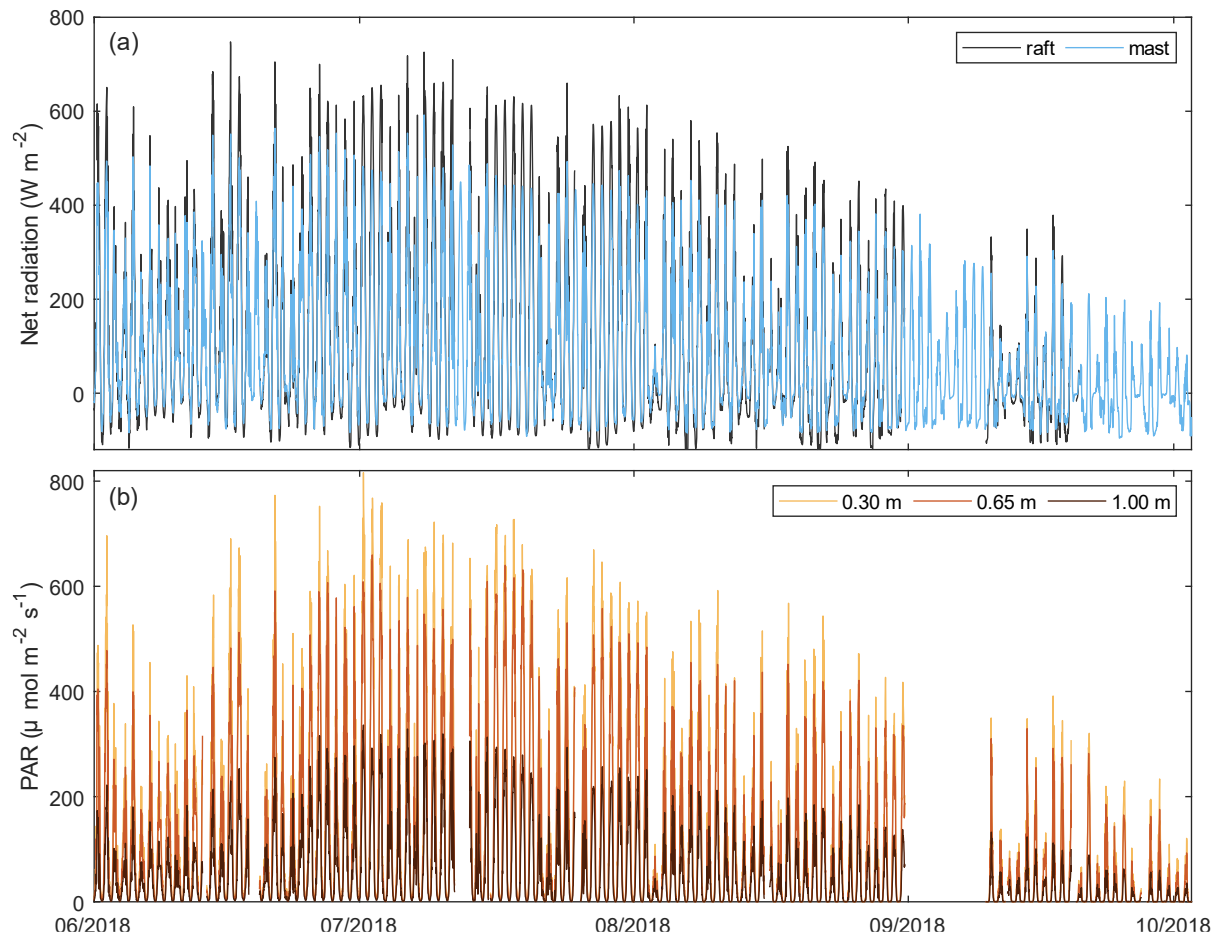 800
(a)
raft
mast
600
400
200
0
Net radiation (W m⁻²)
800
(b)
0.30 m
0.65 m
1.00 m
600
400
200
0
PAR (μ mol m⁻² s⁻¹)
06/2018
07/2018
08/2018
09/2018
10/2018